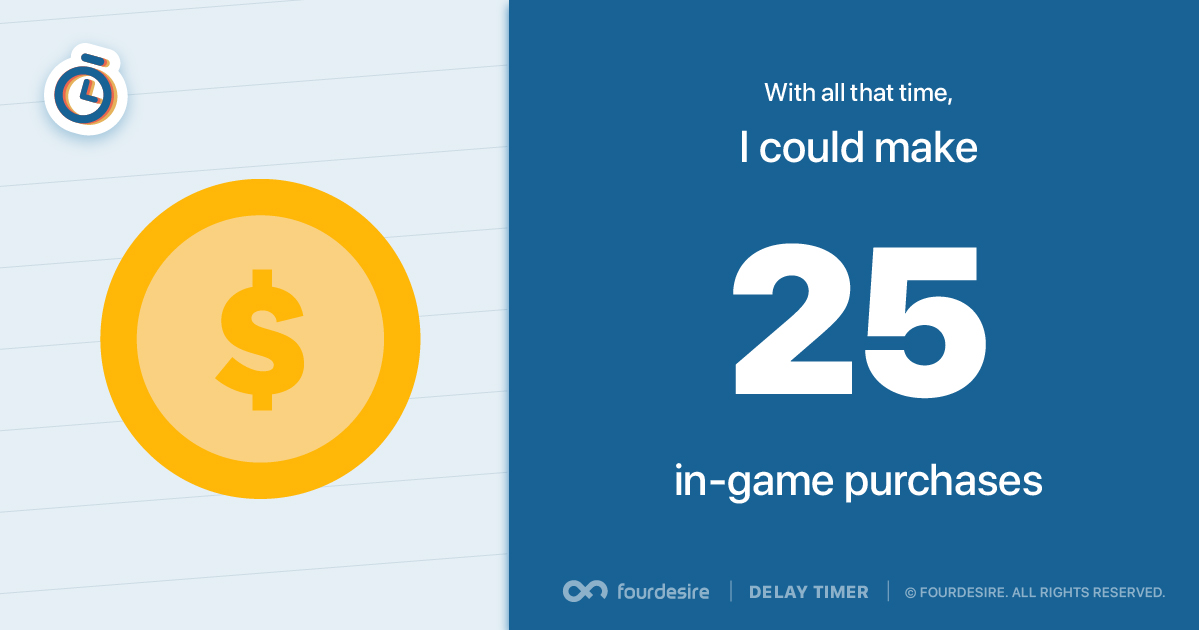 With all that time,
I could make
25
in-game purchases
$
fourdesire | DELAY TIMER | © FOURDESIRE. ALL RIGHTS RESERVED.